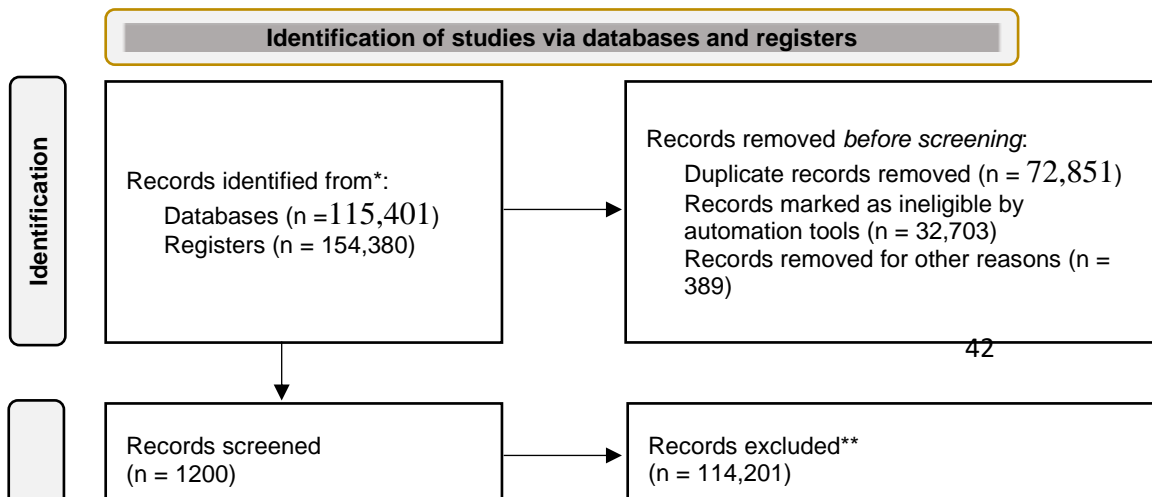 Identification of studies via databases and registers
Identification
Records identified from*:
Databases (n =115,401)
Registers (n = 154,380)
Records removed before screening:
Duplicate records removed (n = 72,851)
Records marked as ineligible by
automation tools (n = 32,703)
Records removed for other reasons (n =
389)
42
Records screened
(n = 1200)
Records excluded**
(n = 114,201)